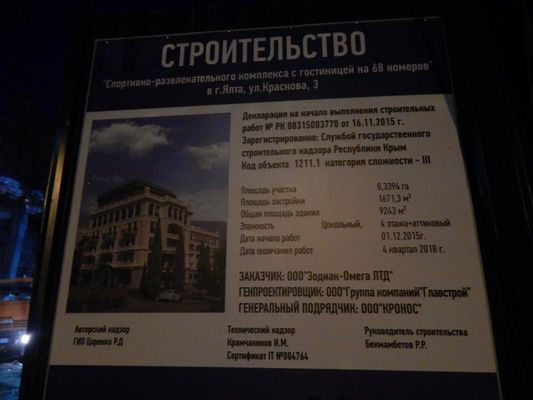 СТРОИТЕЛЬСТВО
"Спортивно-развлекательного комплекса с гостиницей на 68 номеров"
в г.Ялта, ул.Краснова, 3
Декларация на начало выполнения строительных
работ № РК 08315003770 от 16.11.2015 г.
Зарегистрированно: Службой государственного
строительного надзора Республики Крым
Код объекта 1211.1 категория сложности - III
Площадь участка 0,3394 га
Площадь застройки 1671,3 м²
Общая площадь здания 9243 м²
Этажность Цокольный, 4 этажа+аттиковый
Дата начала работ 01.12.2015г.
Дата окончания работ 4 квартал 2018 г.
ЗАКАЗЧИК: ООО"Зодиак-Омега ЛТД"
ГЕНПРОЕКТИРОВЩИК: ООО"Группа компаний"Главстрой"
ГЕНЕРАЛЬНЫЙ ПОДРЯДЧИК: ООО"КРОНОС"
Авторский надзор
ГИП Царенко Р.Д
Технический надзор
Крамчанинов И.М.
Сертификат IT №004764
Руководитель строительства
Бекмамбетов Р.Р.